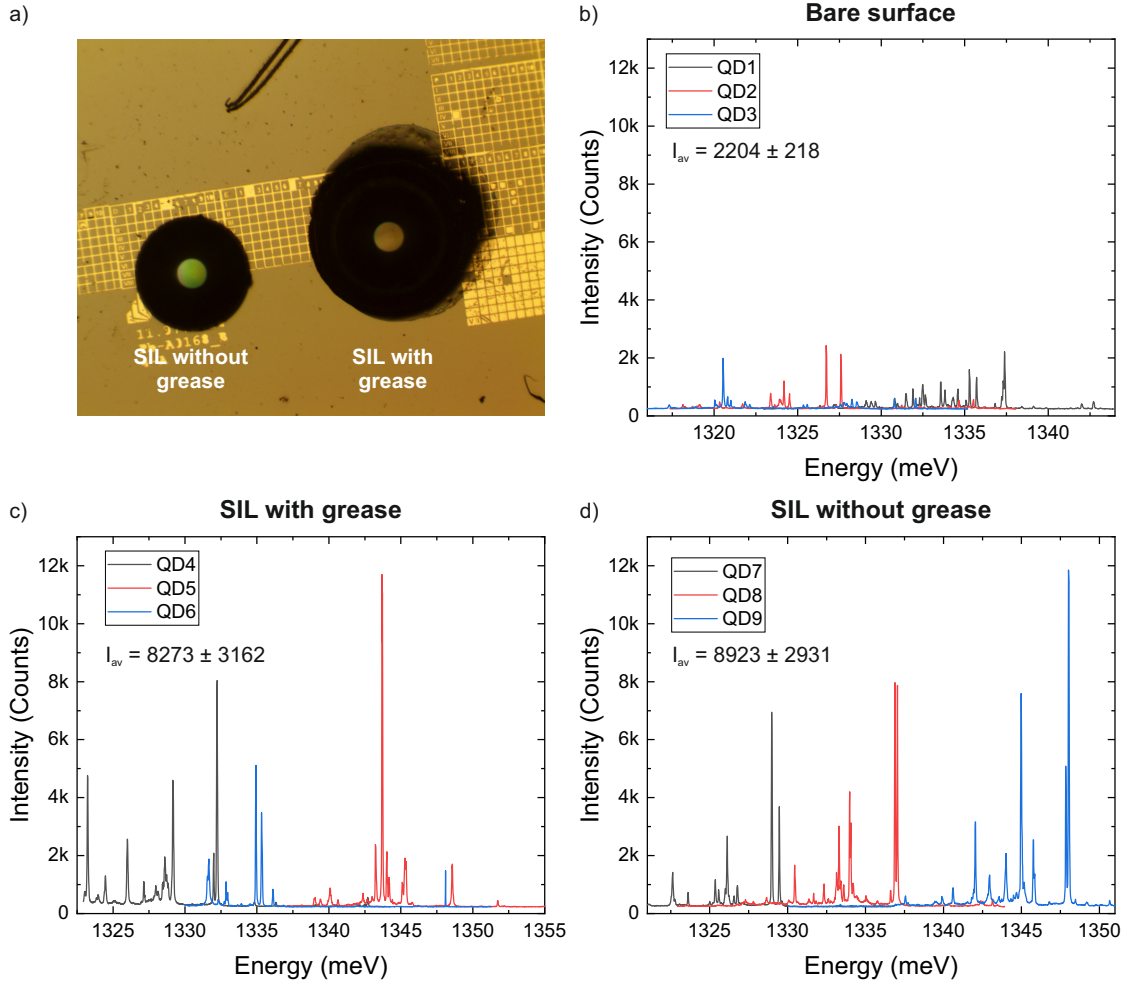 a)
SIL without
grease
SIL with
grease
b)
Bare surface
Intensity (Counts)
12k
10k
8k
6k
4k
2k
0
QD1
QD2
QD3
I_av = 2204 ± 218
1320 1325 1330 1335 1340
Energy (meV)
c)
SIL with grease
Intensity (Counts)
12k
10k
8k
6k
4k
2k
0
QD4
QD5
QD6
I_av = 8273 ± 3162
1325 1330 1335 1340 1345 1350 1355
Energy (meV)
d)
SIL without grease
Intensity (Counts)
12k
10k
8k
6k
4k
2k
0
QD7
QD8
QD9
I_av = 8923 ± 2931
1325 1330 1335 1340 1345 1350
Energy (meV)